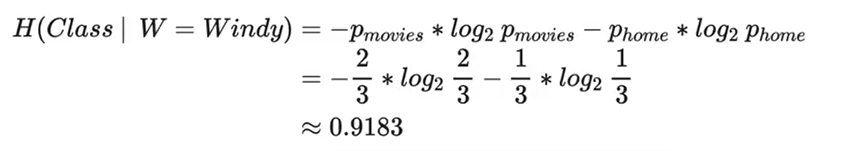 H(Class | W = Windy) = −p_movies * log_2 p_movies − p_home * log_2 p_home
= −2/3 * log_2 2/3 − 1/3 * log_2 1/3
≈ 0.9183